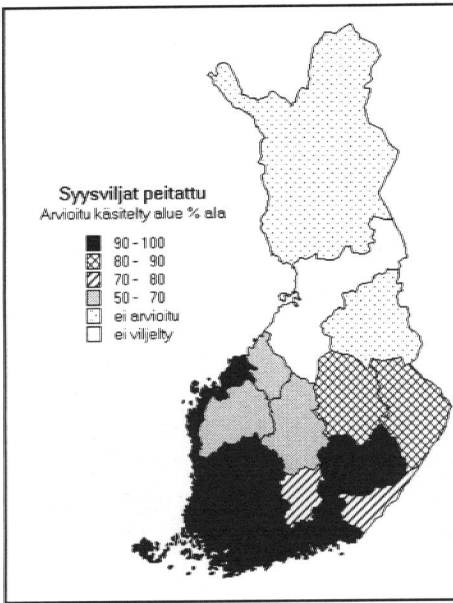 Syysviljat peitattu
Arvioitu käsitelty alue % ala
90 - 100
80 - 90
70 - 80
50 - 70
ei arvioitu
ei viljelty